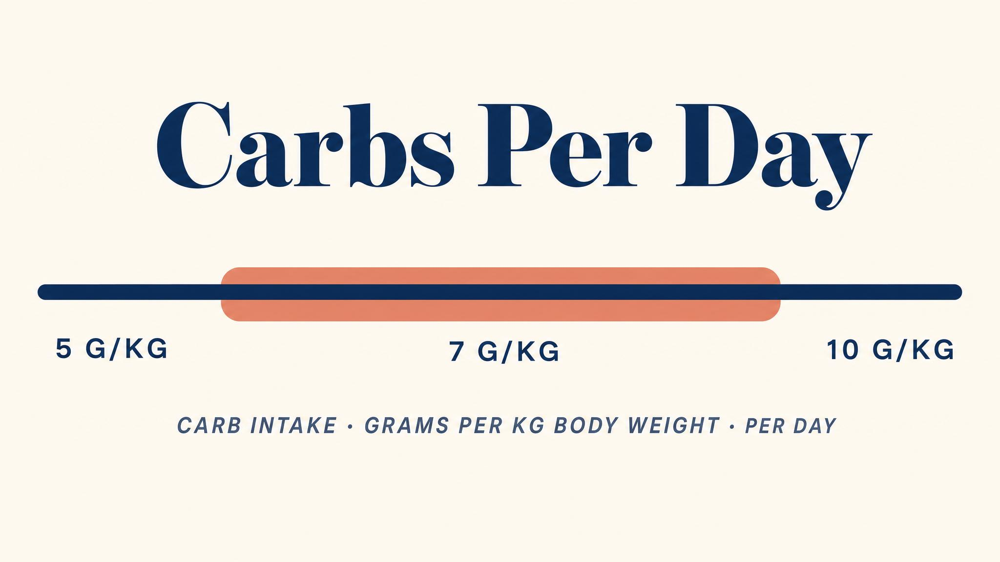 Carbs Per Day
5 G/KG 7 G/KG 10 G/KG
CARB INTAKE · GRAMS PER KG BODY WEIGHT · PER DAY